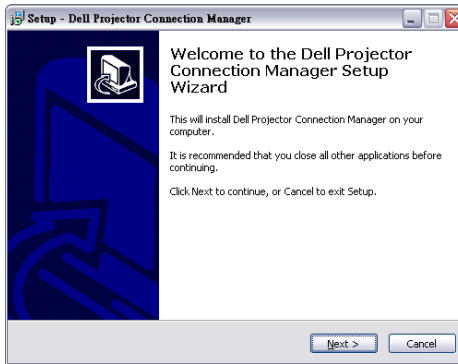 Setup - Dell Projector Connection Manager
Welcome to the Dell Projector
Connection Manager Setup
Wizard
This will install Dell Projector Connection Manager on your
computer.
It is recommended that you close all other applications before
continuing.
Click Next to continue, or Cancel to exit Setup.
Next >
Cancel